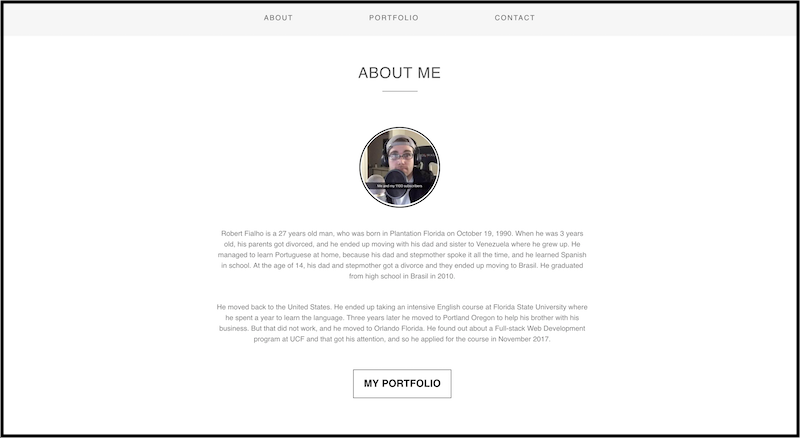 ABOUT PORTFOLIO CONTACT
ABOUT ME
Me and my 1100 subscribers
Robert Fialho is a 27 years old man, who was born in Plantation Florida on October 19, 1990. When he was 3 years
old, his parents got divorced, and he ended up moving with his dad and sister to Venezuela where he grew up. He
managed to learn Portuguese at home, because his dad and stepmother spoke it all the time, and he learned Spanish
in school. At the age of 14, his dad and stepmother got a divorce and they ended up moving to Brasil. He graduated
from high school in Brasil in 2010.
He moved back to the United States. He ended up taking an intensive English course at Florida State University where
he spent a year to learn the language. Three years later he moved to Portland Oregon to help his brother with his
business. But that did not work, and he moved to Orlando Florida. He found out about a Full-stack Web Development
program at UCF and that got his attention, and so he applied for the course in November 2017.
MY PORTFOLIO